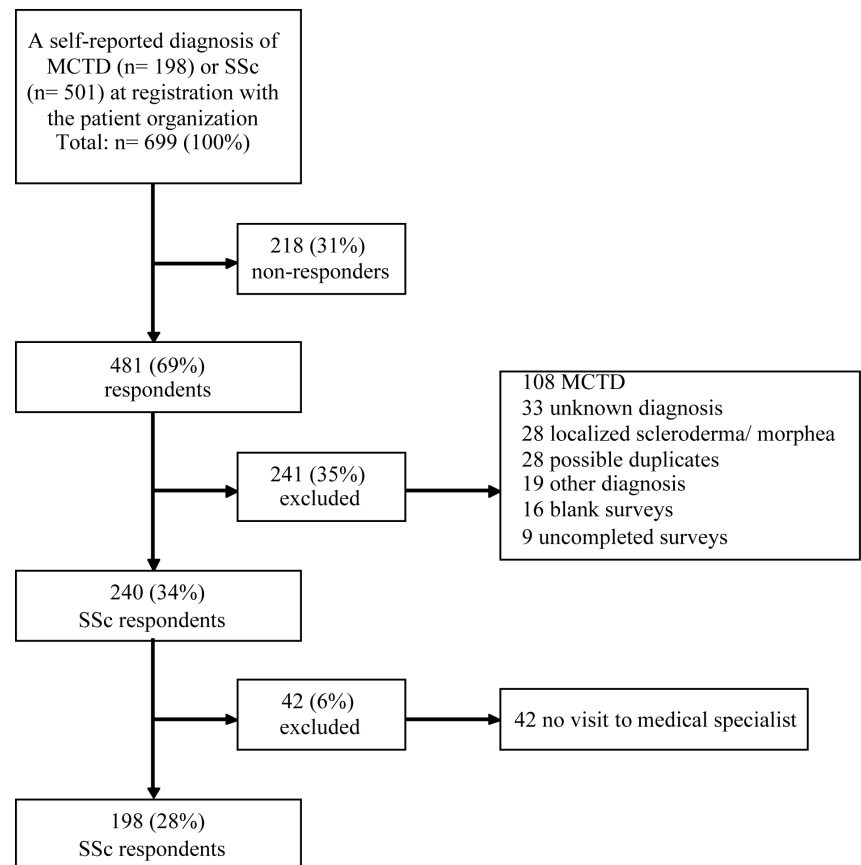 A self-reported diagnosis of
MCTD (n= 198) or SSc
(n= 501) at registration with
the patient organization
Total: n= 699 (100%)
218 (31%)
non-responders
481 (69%)
respondents
241 (35%)
excluded
108 MCTD
33 unknown diagnosis
28 localized scleroderma/ morphea
28 possible duplicates
19 other diagnosis
16 blank surveys
9 uncompleted surveys
240 (34%)
SSc respondents
42 (6%)
excluded
42 no visit to medical specialist
198 (28%)
SSc respondents